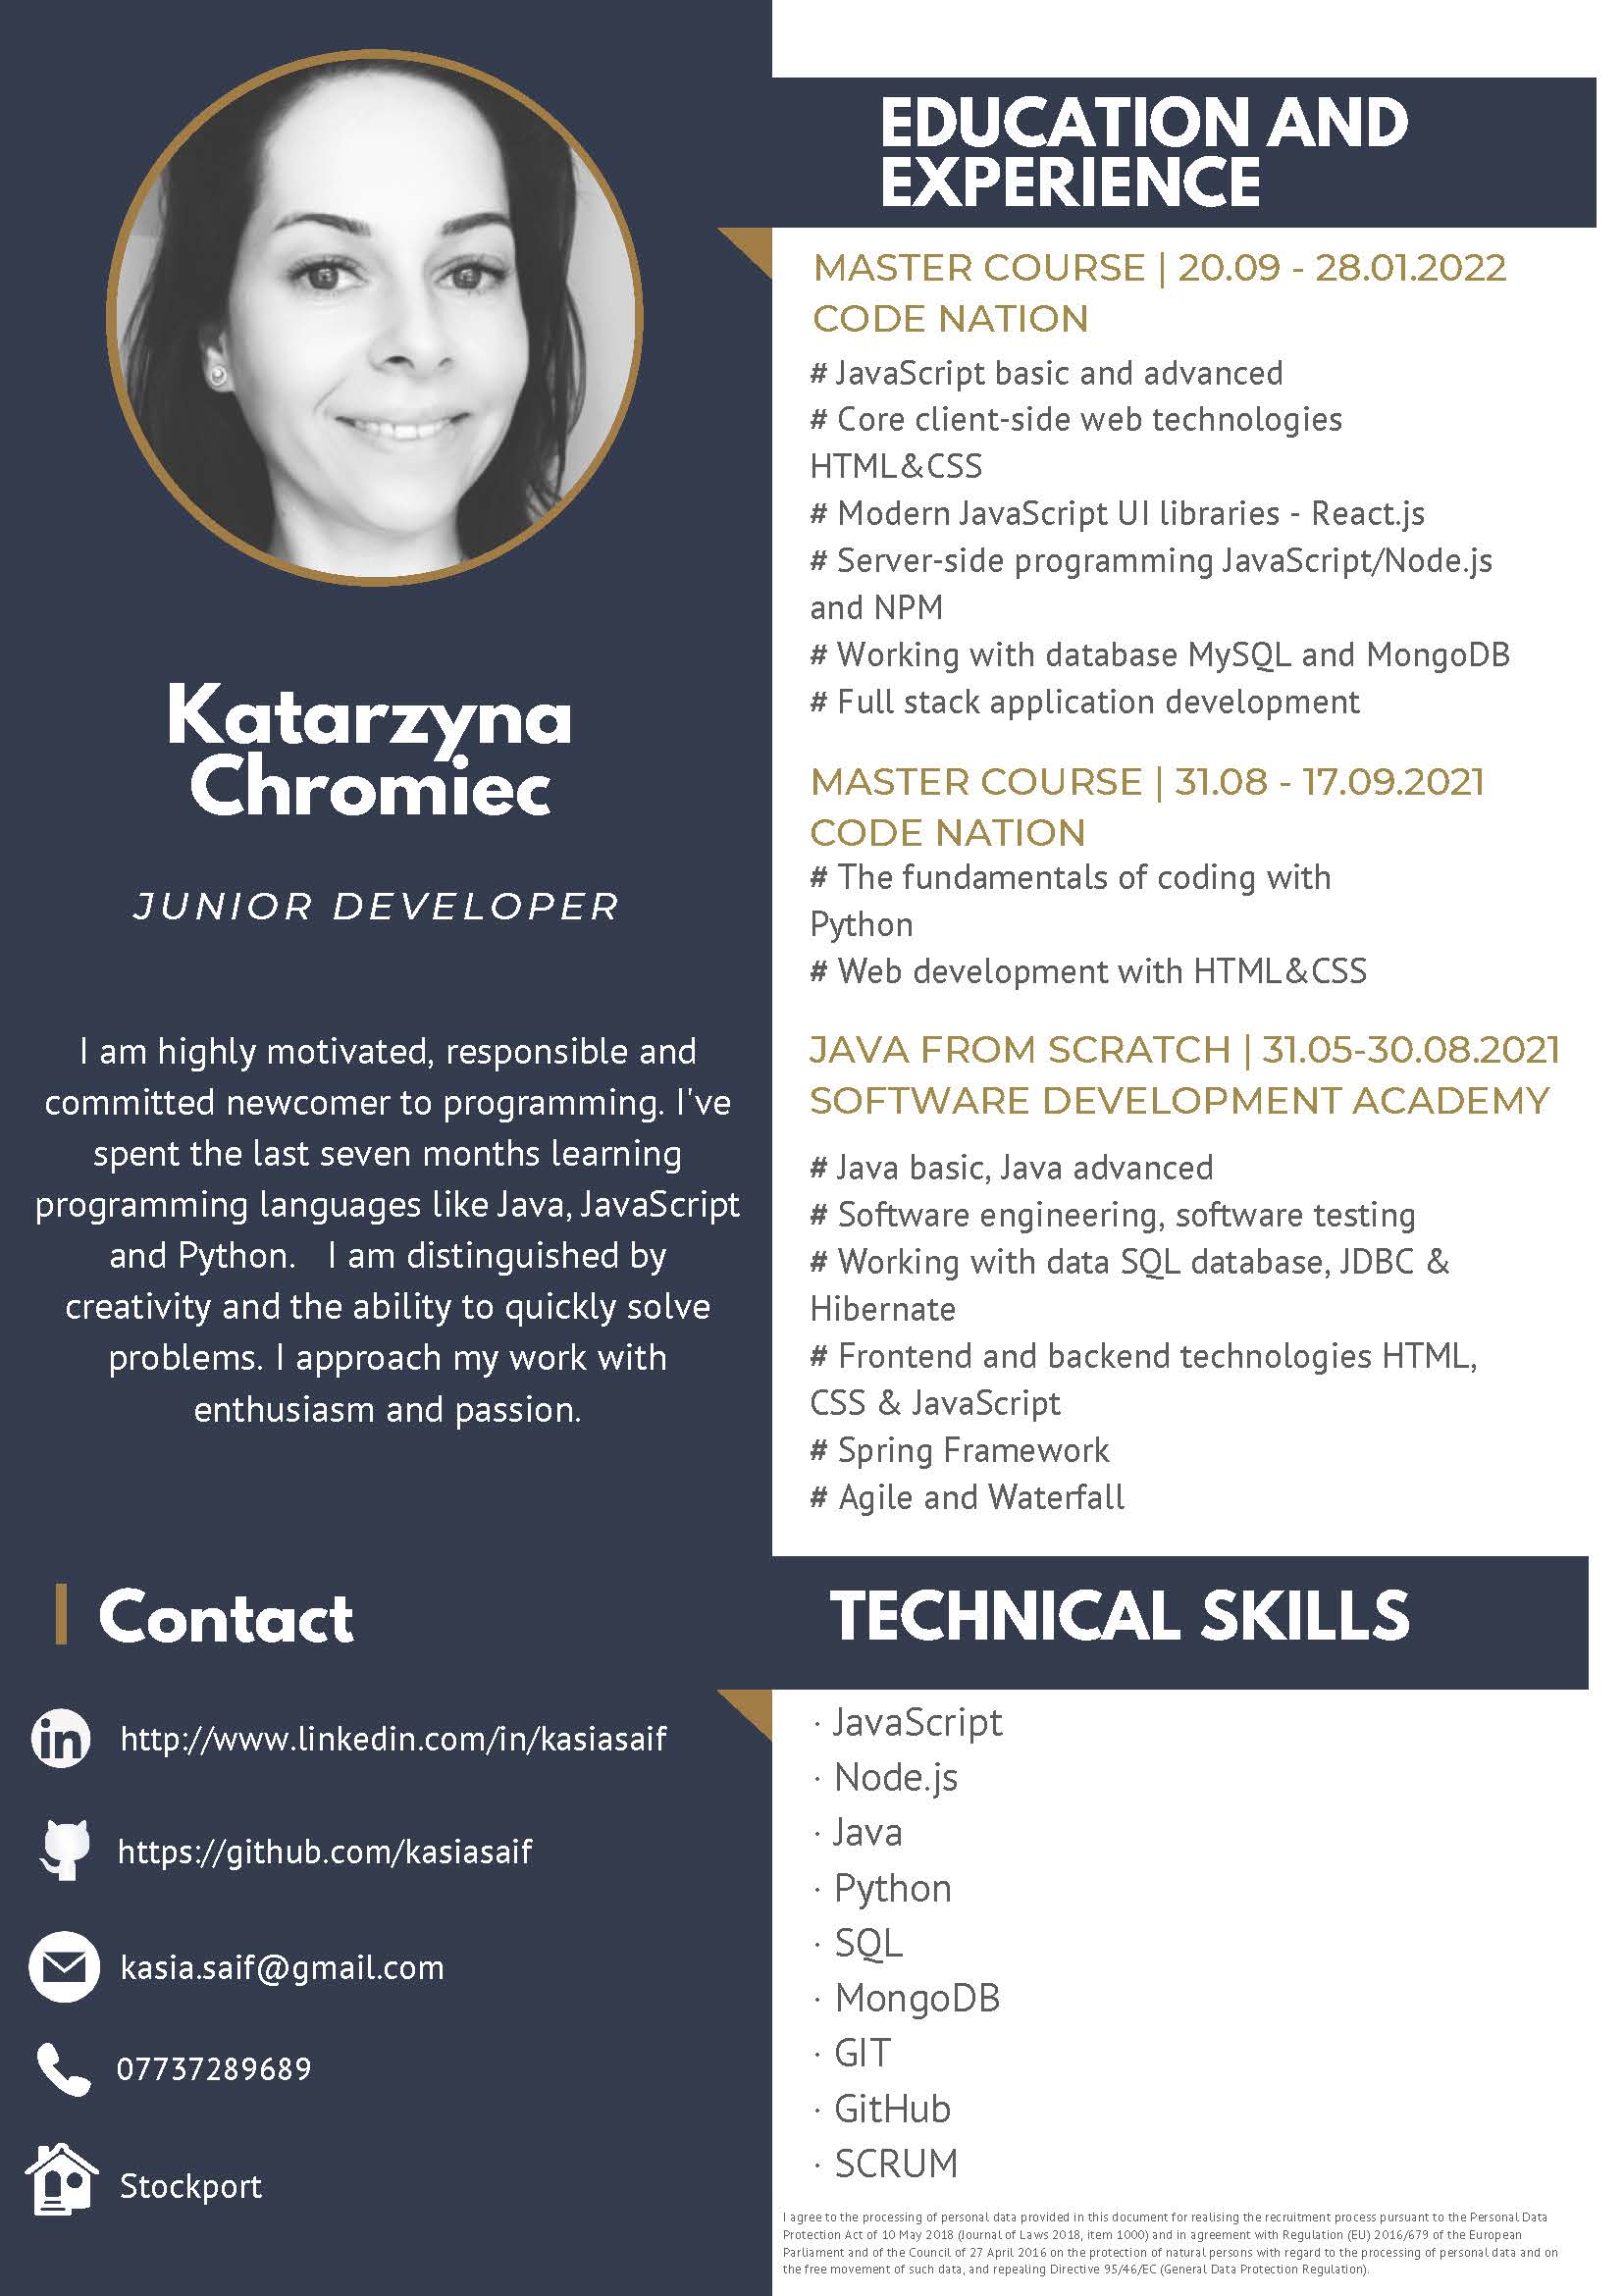 Katarzyna
Chromiec
JUNIOR DEVELOPER
I am highly motivated, responsible and
committed newcomer to programming. I've
spent the last seven months learning
programming languages like Java, JavaScript
and Python.   I am distinguished by
creativity and the ability to quickly solve
problems. I approach my work with
enthusiasm and passion.
Contact
in
http://www.linkedin.com/in/kasiasaif
https://github.com/kasiasaif
kasia.saif@gmail.com
07737289689
Stockport
EDUCATION AND
EXPERIENCE
MASTER COURSE | 20.09 - 28.01.2022
CODE NATION
# JavaScript basic and advanced
# Core client-side web technologies
HTML&CSS
# Modern JavaScript UI libraries - React.js
# Server-side programming JavaScript/Node.js
and NPM
# Working with database MySQL and MongoDB
# Full stack application development
MASTER COURSE | 31.08 - 17.09.2021
CODE NATION
# The fundamentals of coding with
Python
# Web development with HTML&CSS
JAVA FROM SCRATCH | 31.05-30.08.2021
SOFTWARE DEVELOPMENT ACADEMY
# Java basic, Java advanced
# Software engineering, software testing
# Working with data SQL database, JDBC &
Hibernate
# Frontend and backend technologies HTML,
CSS & JavaScript
# Spring Framework
# Agile and Waterfall
TECHNICAL SKILLS
· JavaScript
· Node.js
· Java
· Python
· SQL
· MongoDB
· GIT
· GitHub
· SCRUM
I agree to the processing of personal data provided in this document for realising the recruitment process pursuant to the Personal Data
Protection Act of 10 May 2018 (Journal of Laws 2018, item 1000) and in agreement with Regulation (EU) 2016/679 of the European
Parliament and of the Council of 27 April 2016 on the protection of natural persons with regard to the processing of personal data and on
the free movement of such data, and repealing Directive 95/46/EC (General Data Protection Regulation).